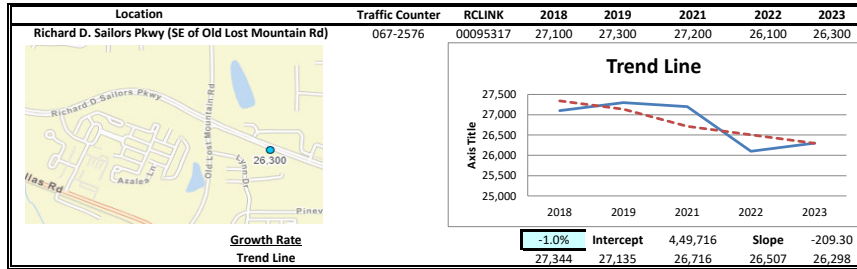 Location Traffic Counter RCLINK 2018 2019 2021 2022 2023
Richard D. Sailors Pkwy (SE of Old Lost Mountain Rd) 067-2576 00095317 27,100 27,300 27,200 26,100 26,300
Richard D Sailors Pkwy
Old Lost Mountain Rd
26,300
Lynn Dr
Azalea Ln
llas Rd
Pinev
Trend Line
Axis Title
27,500
27,000
26,500
26,000
25,500
25,000
2018 2019 2021 2022 2023
Growth Rate -1.0% Intercept 4,49,716 Slope -209.30
Trend Line 27,344 27,135 26,716 26,507 26,298